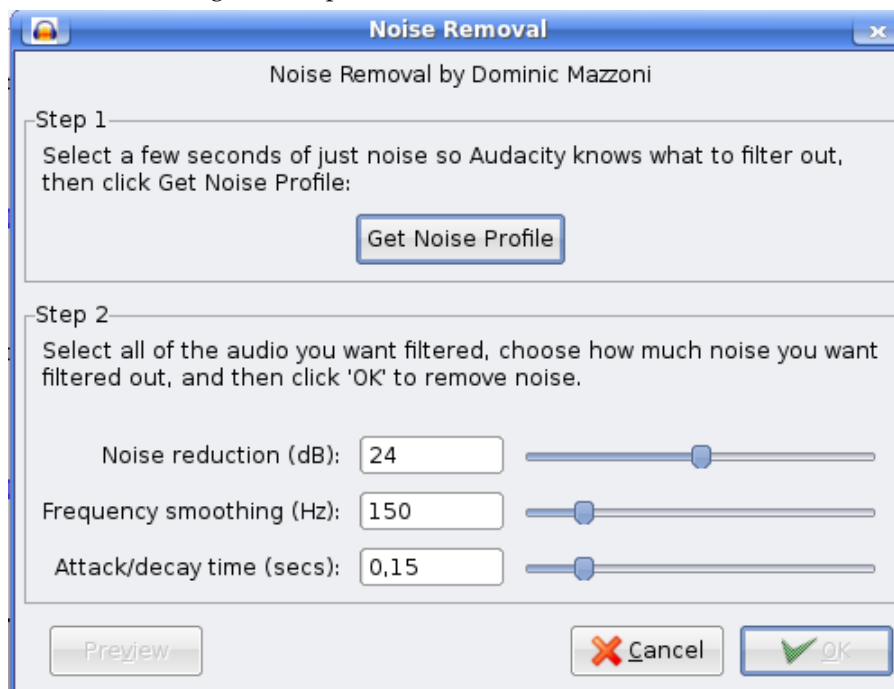 Noise Removal
Noise Removal by Dominic Mazzoni
Step 1
Select a few seconds of just noise so Audacity knows what to filter out,
then click Get Noise Profile:
Get Noise Profile
Step 2
Select all of the audio you want filtered, choose how much noise you want
filtered out, and then click 'OK' to remove noise.
Noise reduction (dB): 24
Frequency smoothing (Hz): 150
Attack/decay time (secs): 0,15
Preview Cancel OK